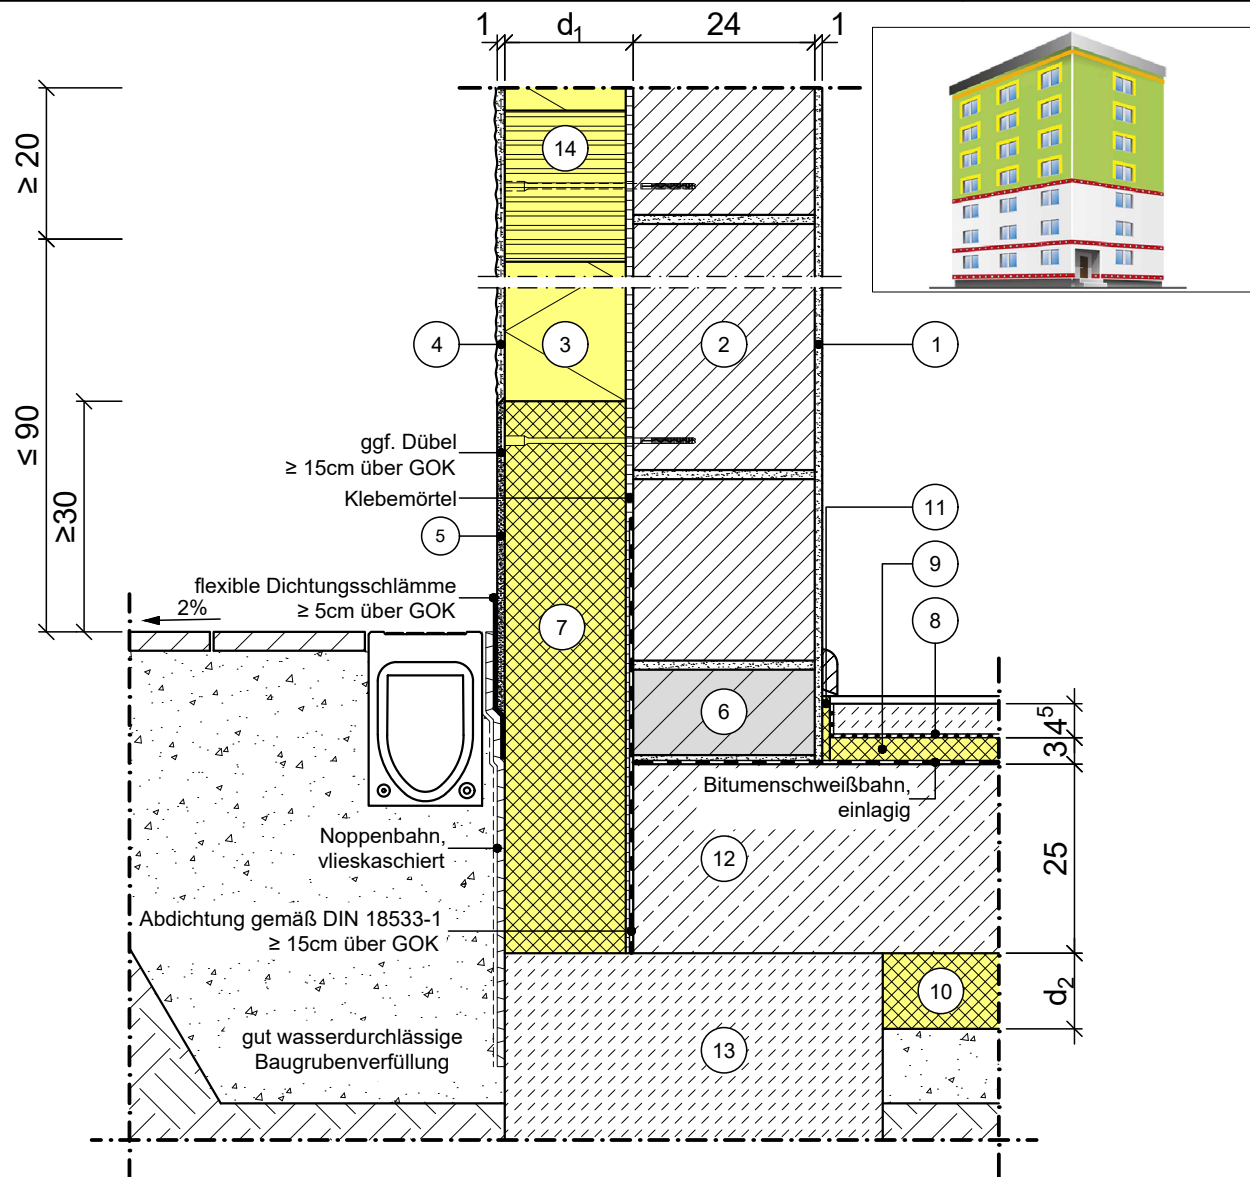 1
d₁
24
1
≥ 20
≤ 90
≥30
14
4
3
2
1
ggf. Dübel
≥ 15cm über GOK
Klebemörtel
5
11
9
8
flexible Dichtungsschlämme
≥ 5cm über GOK
2%
7
6
4⁵
3
Bitumenschweißbahn,
einlagig
Noppenbahn,
vlieskaschiert
12
25
Abdichtung gemäß DIN 18533-1
≥ 15cm über GOK
10
d₂
gut wasserdurchlässige
Baugrubenverfüllung
13